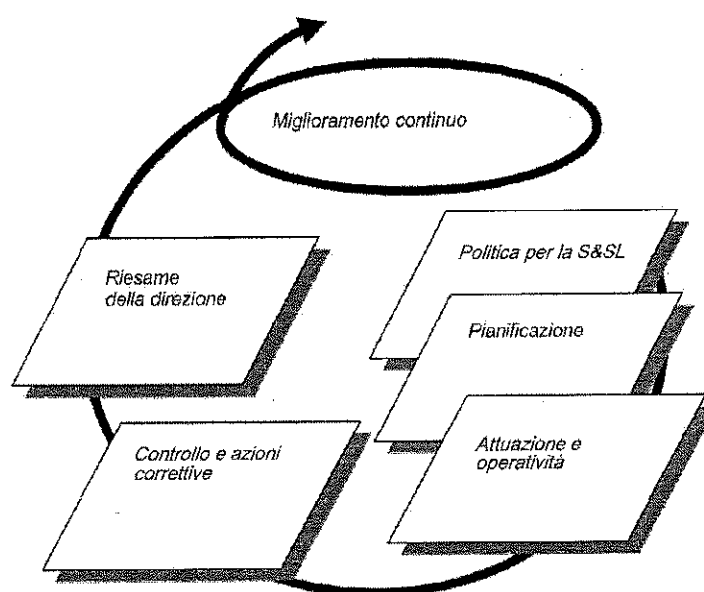 Miglioramento continuo
Politica per la S&SL
Pianificazione
Attuazione e
operatività
Controllo e azioni
correttive
Riesame
della direzione